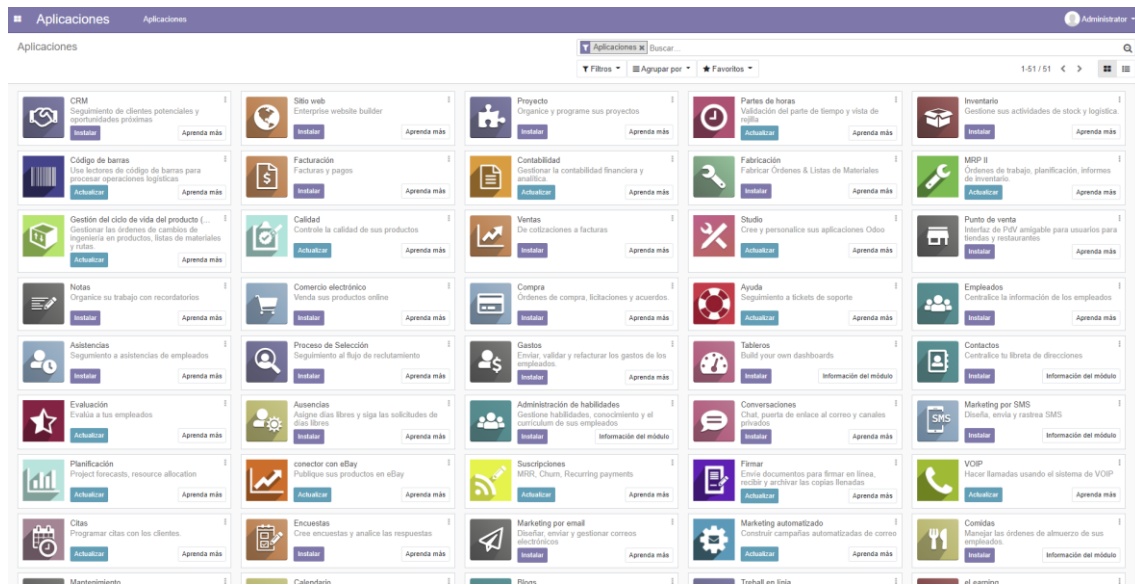 Aplicaciones
Aplicaciones
Administrator
Aplicaciones
Aplicaciones
Buscar...
Filtros
Agrupar por
Favoritos
1-51 / 51
CRM
Seguimiento de clientes potenciales y
oportunidades próximas
Instalar
Aprenda más
Sitio web
Enterprise website builder
Instalar
Aprenda más
Proyecto
Organice y programe sus proyectos
Instalar
Aprenda más
Partes de horas
Validación del parte de tiempo y vista de
rejilla
Actualizar
Aprenda más
Inventario
Gestione sus actividades de stock y logística.
Instalar
Aprenda más
Código de barras
Use lectores de código de barras para
procesar operaciones logísticas
Actualizar
Aprenda más
Facturación
Facturas y pagos
Instalar
Aprenda más
Contabilidad
Gestionar la contabilidad financiera y
analítica
Actualizar
Aprenda más
Fabricación
Fabricar Órdenes & Listas de Materiales
Instalar
Aprenda más
MRP II
Órdenes de trabajo, planificación, informes
de inventario.
Actualizar
Aprenda más
Gestión del ciclo de vida del producto (...
Gestionar las órdenes de cambios de
ingeniería en productos, listas de materiales
y rutas.
Actualizar
Aprenda más
Calidad
Controle la calidad de sus productos
Actualizar
Aprenda más
Ventas
De cotizaciones a facturas
Instalar
Aprenda más
Studio
Cree y personalice sus aplicaciones Odoo
Actualizar
Aprenda más
Punto de venta
Interfaz de PdV amigable para usuarios para
tiendas y restaurantes
Instalar
Aprenda más
Notas
Organice su trabajo con recordatorios
Instalar
Aprenda más
Comercio electrónico
Venda sus productos online
Instalar
Aprenda más
Compra
Órdenes de compra, licitaciones y acuerdos.
Instalar
Aprenda más
Ayuda
Seguimiento a tickets de soporte
Actualizar
Aprenda más
Empleados
Centralice la información de los empleados
Instalar
Aprenda más
Asistencias
Seguimiento a asistencias de empleados
Instalar
Aprenda más
Proceso de Selección
Seguimiento al flujo de reclutamiento
Instalar
Aprenda más
Gastos
Enviar, validar y refacturar los gastos de los
empleados.
Instalar
Aprenda más
Tableros
Build your own dashboards
Instalar
Información del módulo
Contactos
Centralice tu libreta de direcciones
Instalar
Información del módulo
Evaluación
Evalúa a tus empleados
Actualizar
Aprenda más
Ausencias
Asigne días libres y siga las solicitudes de
días libres
Instalar
Aprenda más
Administración de habilidades
Gestione habilidades, conocimiento y el
currículum de sus empleados
Instalar
Información del módulo
Conversaciones
Chat, puerta de enlace al correo y canales
privados
Instalar
Aprenda más
Marketing por SMS
Diseña, envía y rastrea SMS
SMS
Instalar
Información del módulo
Planificación
Project forecasts, resource allocation
Actualizar
Aprenda más
conector con eBay
Publique sus productos en eBay
Actualizar
Aprenda más
Suscripciones
MRR, Churn, Recurring payments
Actualizar
Aprenda más
Firmar
Envíe documentos para firmar en línea,
recibir y archivar las copias llenadas
Actualizar
Aprenda más
VOIP
Hacer llamadas usando el sistema de VOIP
Actualizar
Aprenda más
Citas
Programar citas con los clientes
Actualizar
Aprenda más
Encuestas
Cree encuestas y analice las respuestas
Instalar
Aprenda más
Marketing por email
Diseñar, enviar y gestionar correos
electrónicos
Instalar
Aprenda más
Marketing automatizado
Construir campañas automatizadas de correo
Actualizar
Aprenda más
Comidas
Manejar las órdenes de almuerzo de sus
empleados.
Instalar
Información del módulo
Mantenimiento
Calendario
Blogs
Treball en línia
eLearning